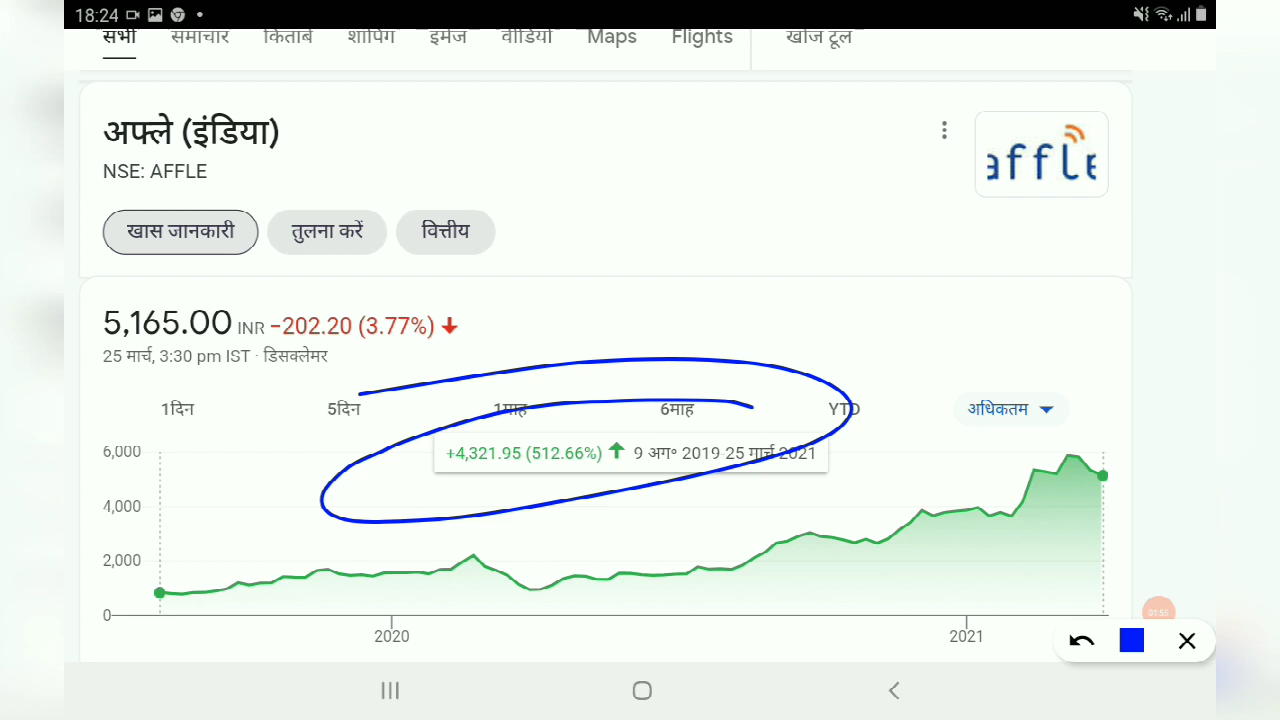 18:24
सभी समाचार किताबें शॉपिंग इमेज वीडियो Maps Flights खोज टूल
अफ्ले (इंडिया)
NSE: AFFLE
affle
खास जानकारी तुलना करें वित्तीय
5,165.00 INR −202.20 (3.77%)
25 मार्च, 3:30 pm IST · डिसक्लेमर
1दिन 5दिन 1माह 6माह YTD अधिकतम
+4,321.95 (512.66%) 9 अग॰ 2019-25 मार्च 2021
6,000
4,000
2,000
0
2020 2021
01:55